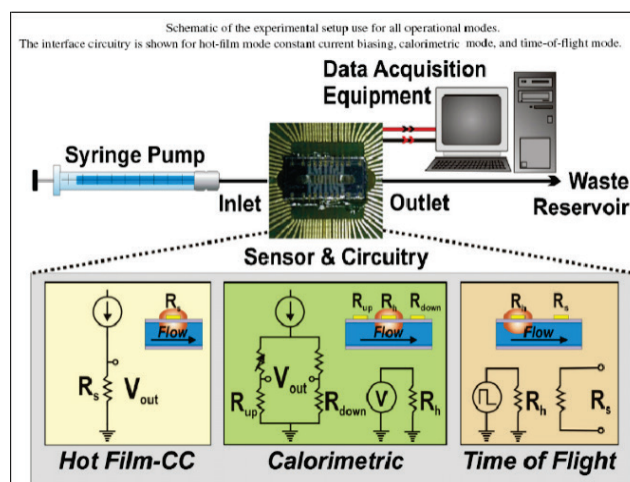 Schematic of the experimental setup use for all operational modes.
The interface circuitry is shown for hot-film mode constant current biasing, calorimetric mode, and time-of-flight mode.
Data Acquisition
Equipment
Syringe Pump
Inlet
Outlet
Waste
Reservoir
Sensor & Circuitry
Rs
Flow
Rs
Vout
Hot Film-CC
Rup Rh Rdown
Flow
Vout
Rup
Rdown
V
Rh
Calorimetric
Rh
Rs
Flow
Rh
Rs
Time of Flight